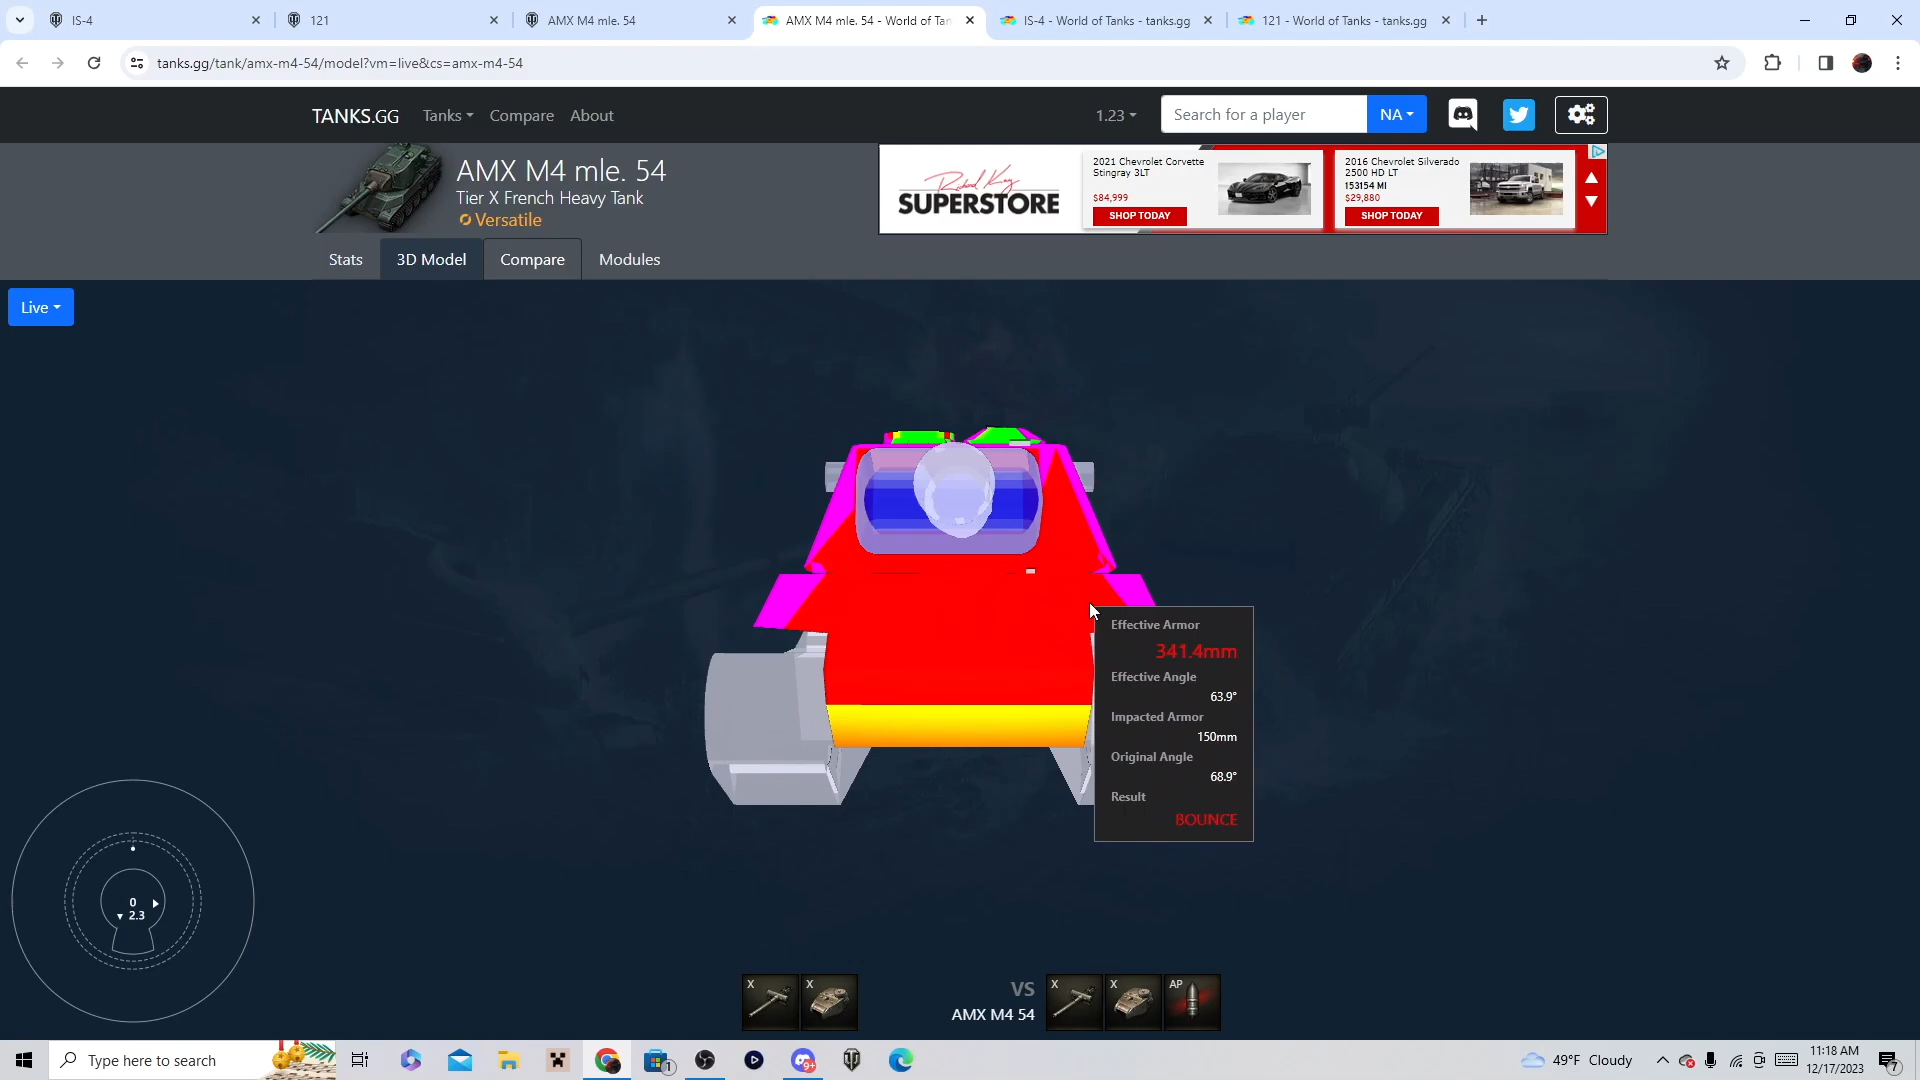 IS-4
121
AMX M4 mle. 54
AMX M4 mle. 54 - World of Tan
IS-4 - World of Tanks - tanks.gg
121 - World of Tanks - tanks.gg
tanks.gg/tank/amx-m4-54/model?vm=live&cs=amx-m4-54
TANKS.GG
Tanks
Compare
About
1.23
Search for a player
NA
AMX M4 mle. 54
Tier X French Heavy Tank
Versatile
SUPERSTORE
2021 Chevrolet Corvette
Stingray 3LT
$84,999
SHOP TODAY
2016 Chevrolet Silverado
2500 HD LT
153154 MI
$29,880
SHOP TODAY
Stats
3D Model
Compare
Modules
Live
Effective Armor
341.4mm
Effective Angle
63.9°
Impacted Armor
150mm
Original Angle
68.9°
Result
BOUNCE
0
2.3
X
X
VS
AMX M4 54
X
X
AP
Type here to search
1
9+
49°F Cloudy
11:18 AM
12/17/2023
7